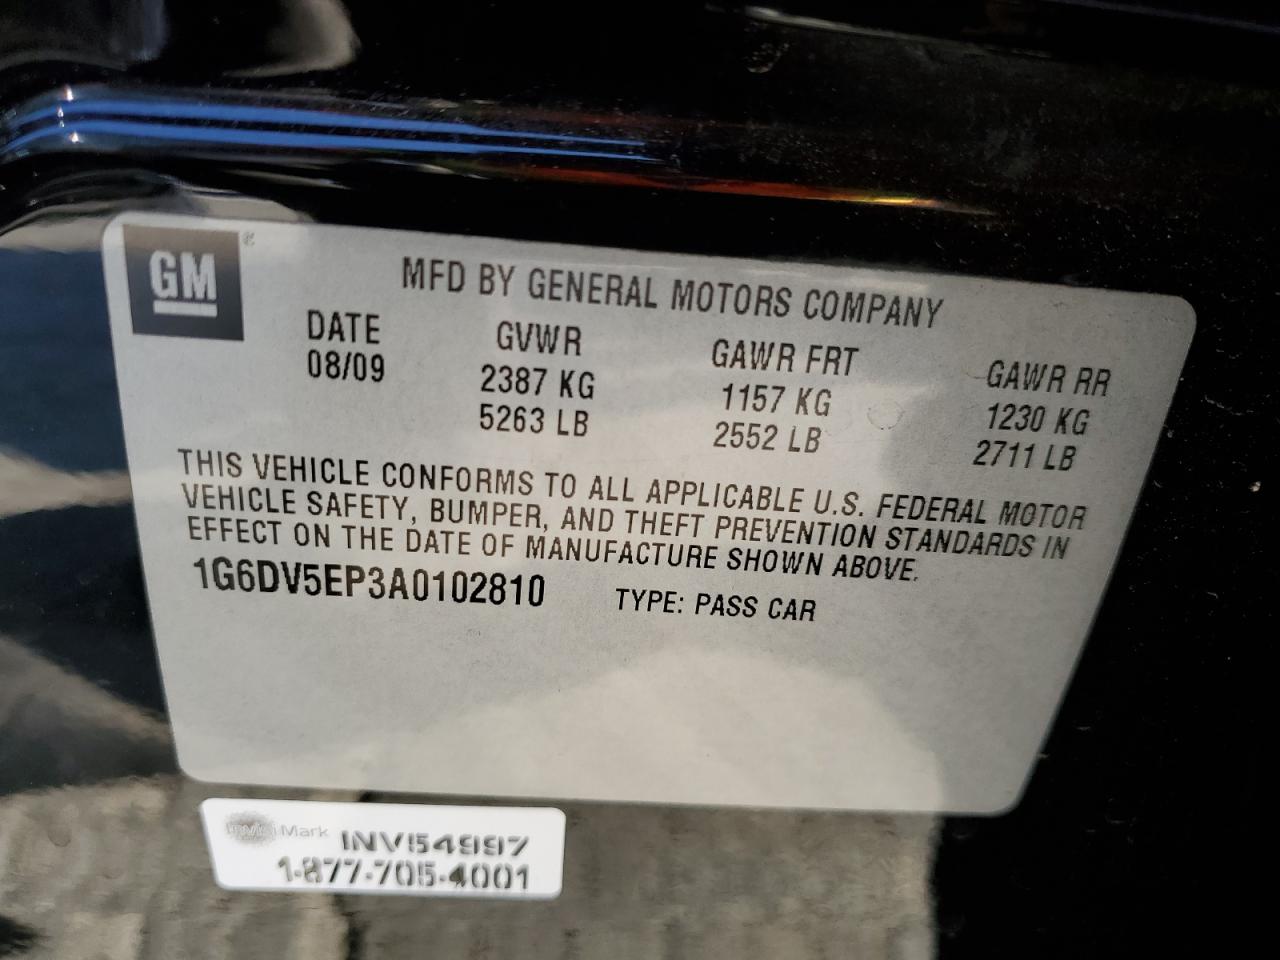 GM ®
MFD BY GENERAL MOTORS COMPANY
DATE GVWR GAWR FRT GAWR RR
08/09 2387 KG 1157 KG 1230 KG
5263 LB 2552 LB 2711 LB
THIS VEHICLE CONFORMS TO ALL APPLICABLE U.S. FEDERAL MOTOR
VEHICLE SAFETY, BUMPER, AND THEFT PREVENTION STANDARDS IN
EFFECT ON THE DATE OF MANUFACTURE SHOWN ABOVE.
1G6DV5EP3A0102810 TYPE: PASS CAR
Mark INV54997
1-877-705-4001